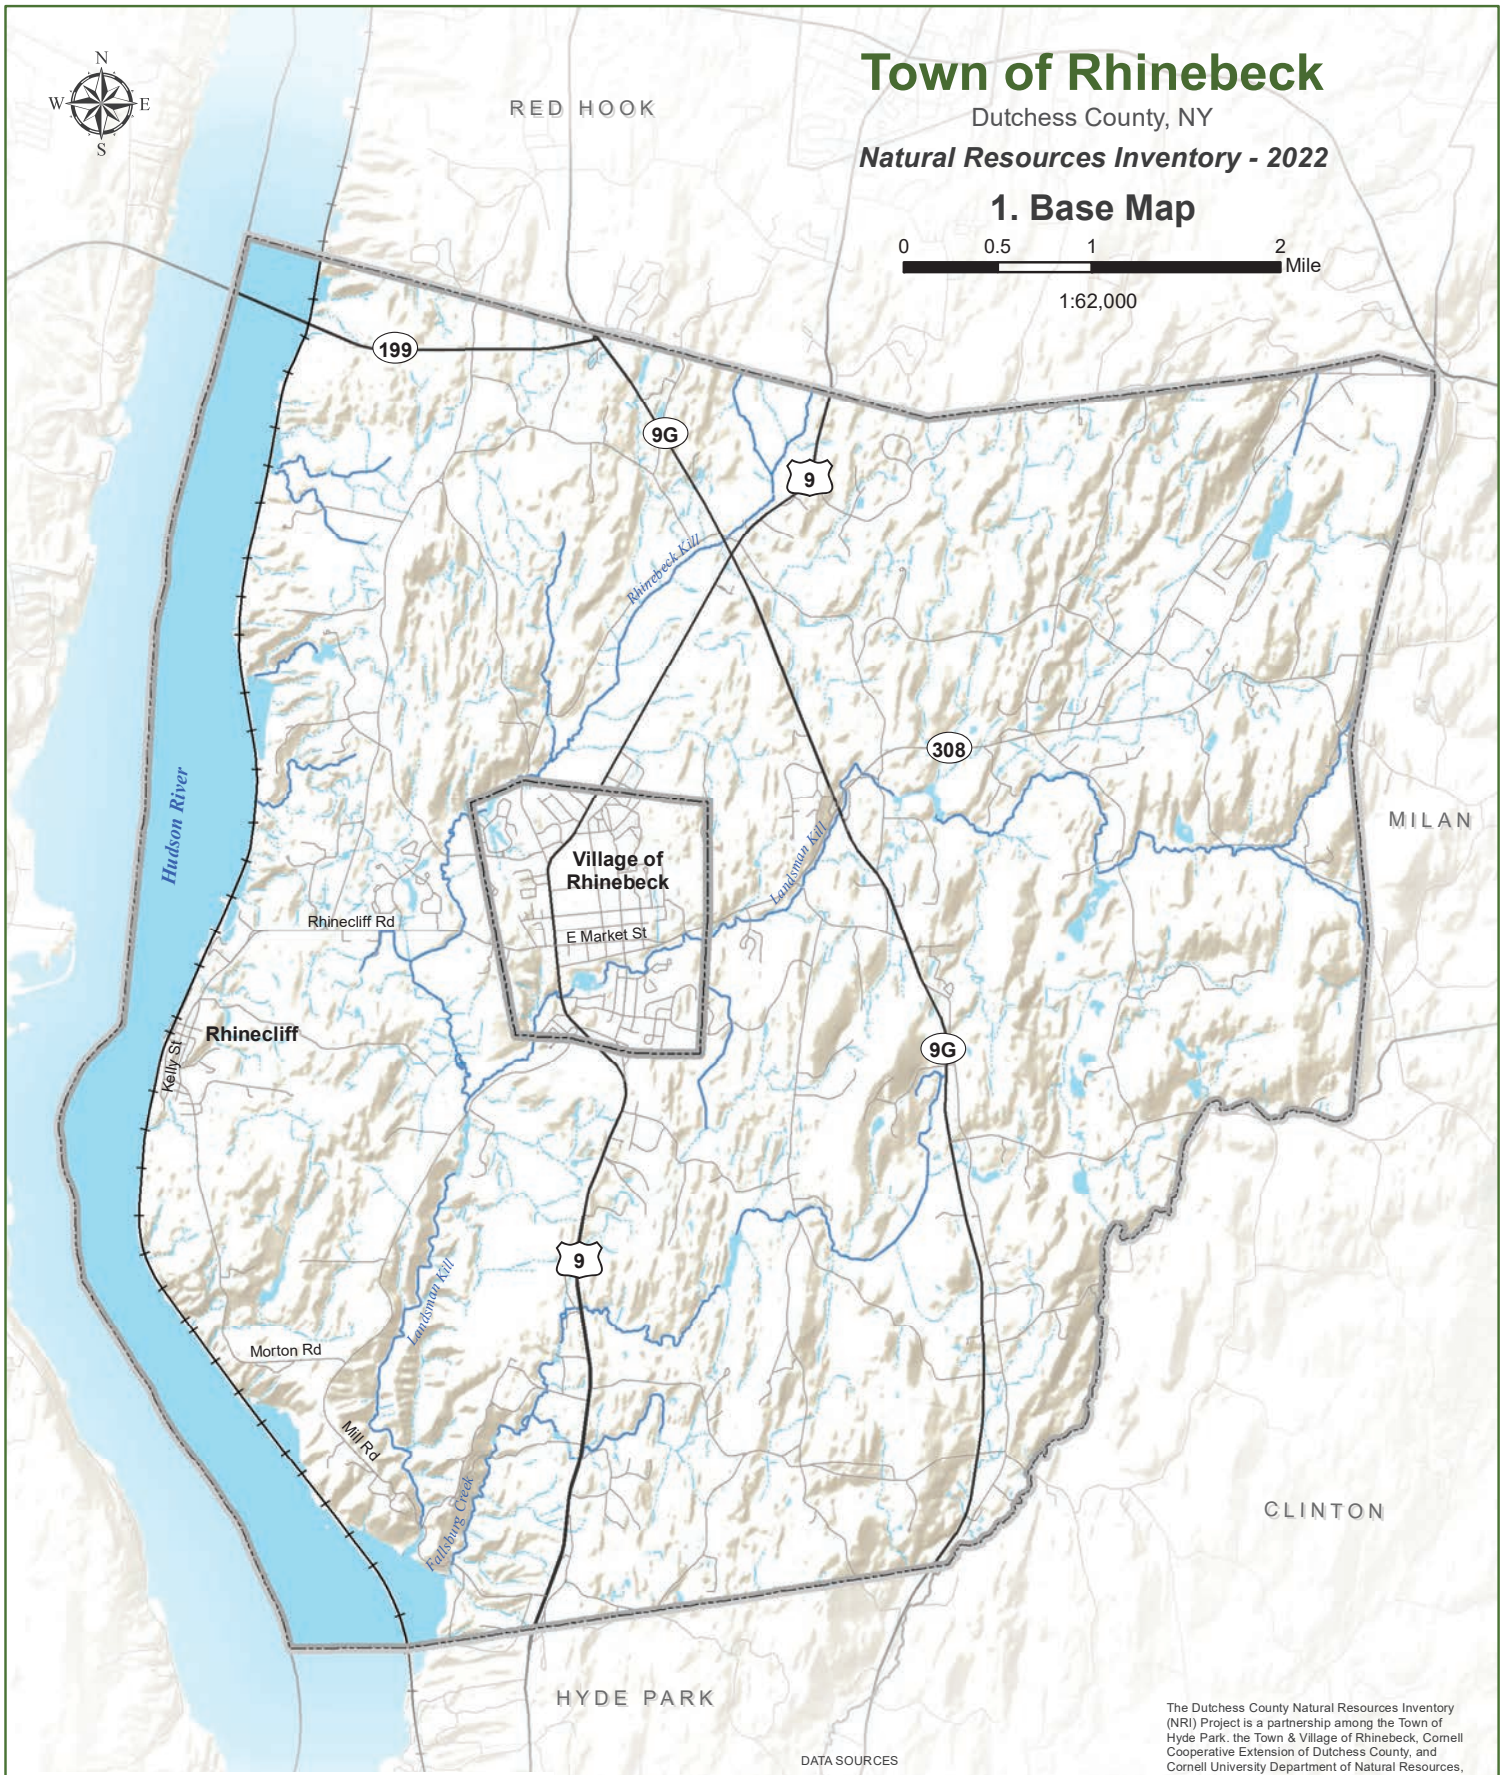 N
W E
S
RED HOOK
Town of Rhinebeck
Dutchess County, NY
Natural Resources Inventory - 2022
1. Base Map
0 0.5 1 2
Mile
1:62,000
199
9G
9
Rhinebeck Kill
308
MILAN
Hudson River
Village of
Rhinebeck
Landsman Kill
Rhinecliff Rd
E Market St
Rhinecliff
Kelly St
9G
9
Landsman Kill
Morton Rd
Mill Rd
Fallsburg Creek
CLINTON
HYDE PARK
DATA SOURCES
The Dutchess County Natural Resources Inventory
(NRI) Project is a partnership among the Town of
Hyde Park. the Town & Village of Rhinebeck, Cornell
Cooperative Extension of Dutchess County, and
Cornell University Department of Natural Resources,